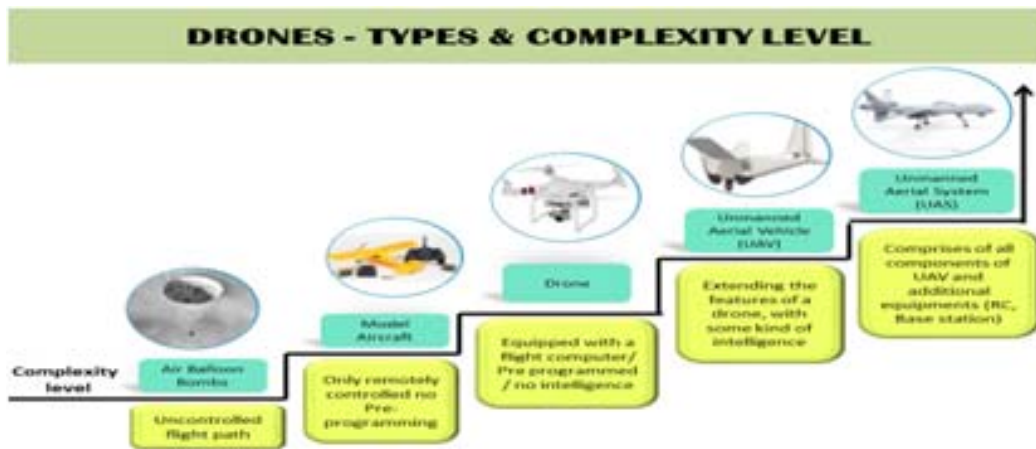 DRONES - TYPES & COMPLEXITY LEVEL
Unmanned
Aerial System
(UAS)
Unmanned
Aerial Vehicle
(UAV)
Drone
Model
Aircraft
Air Balloon
Bombs
Complexity
level
Uncontrolled
flight path
Only remotely
controlled no
Pre-
programming
Equipped with a
flight computer/
Pre programmed
/ no intelligence
Extending the
features of a
drone, with
some kind of
intelligence
Comprises of all
components of
UAV and
additional
equipments (RC,
Base station)